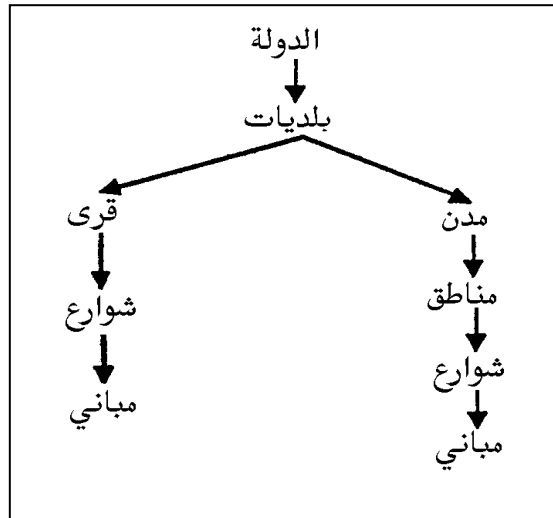 الدولة
بلديات
مدن
قرى
مناطق
شوارع
شوارع
مباني
مباني